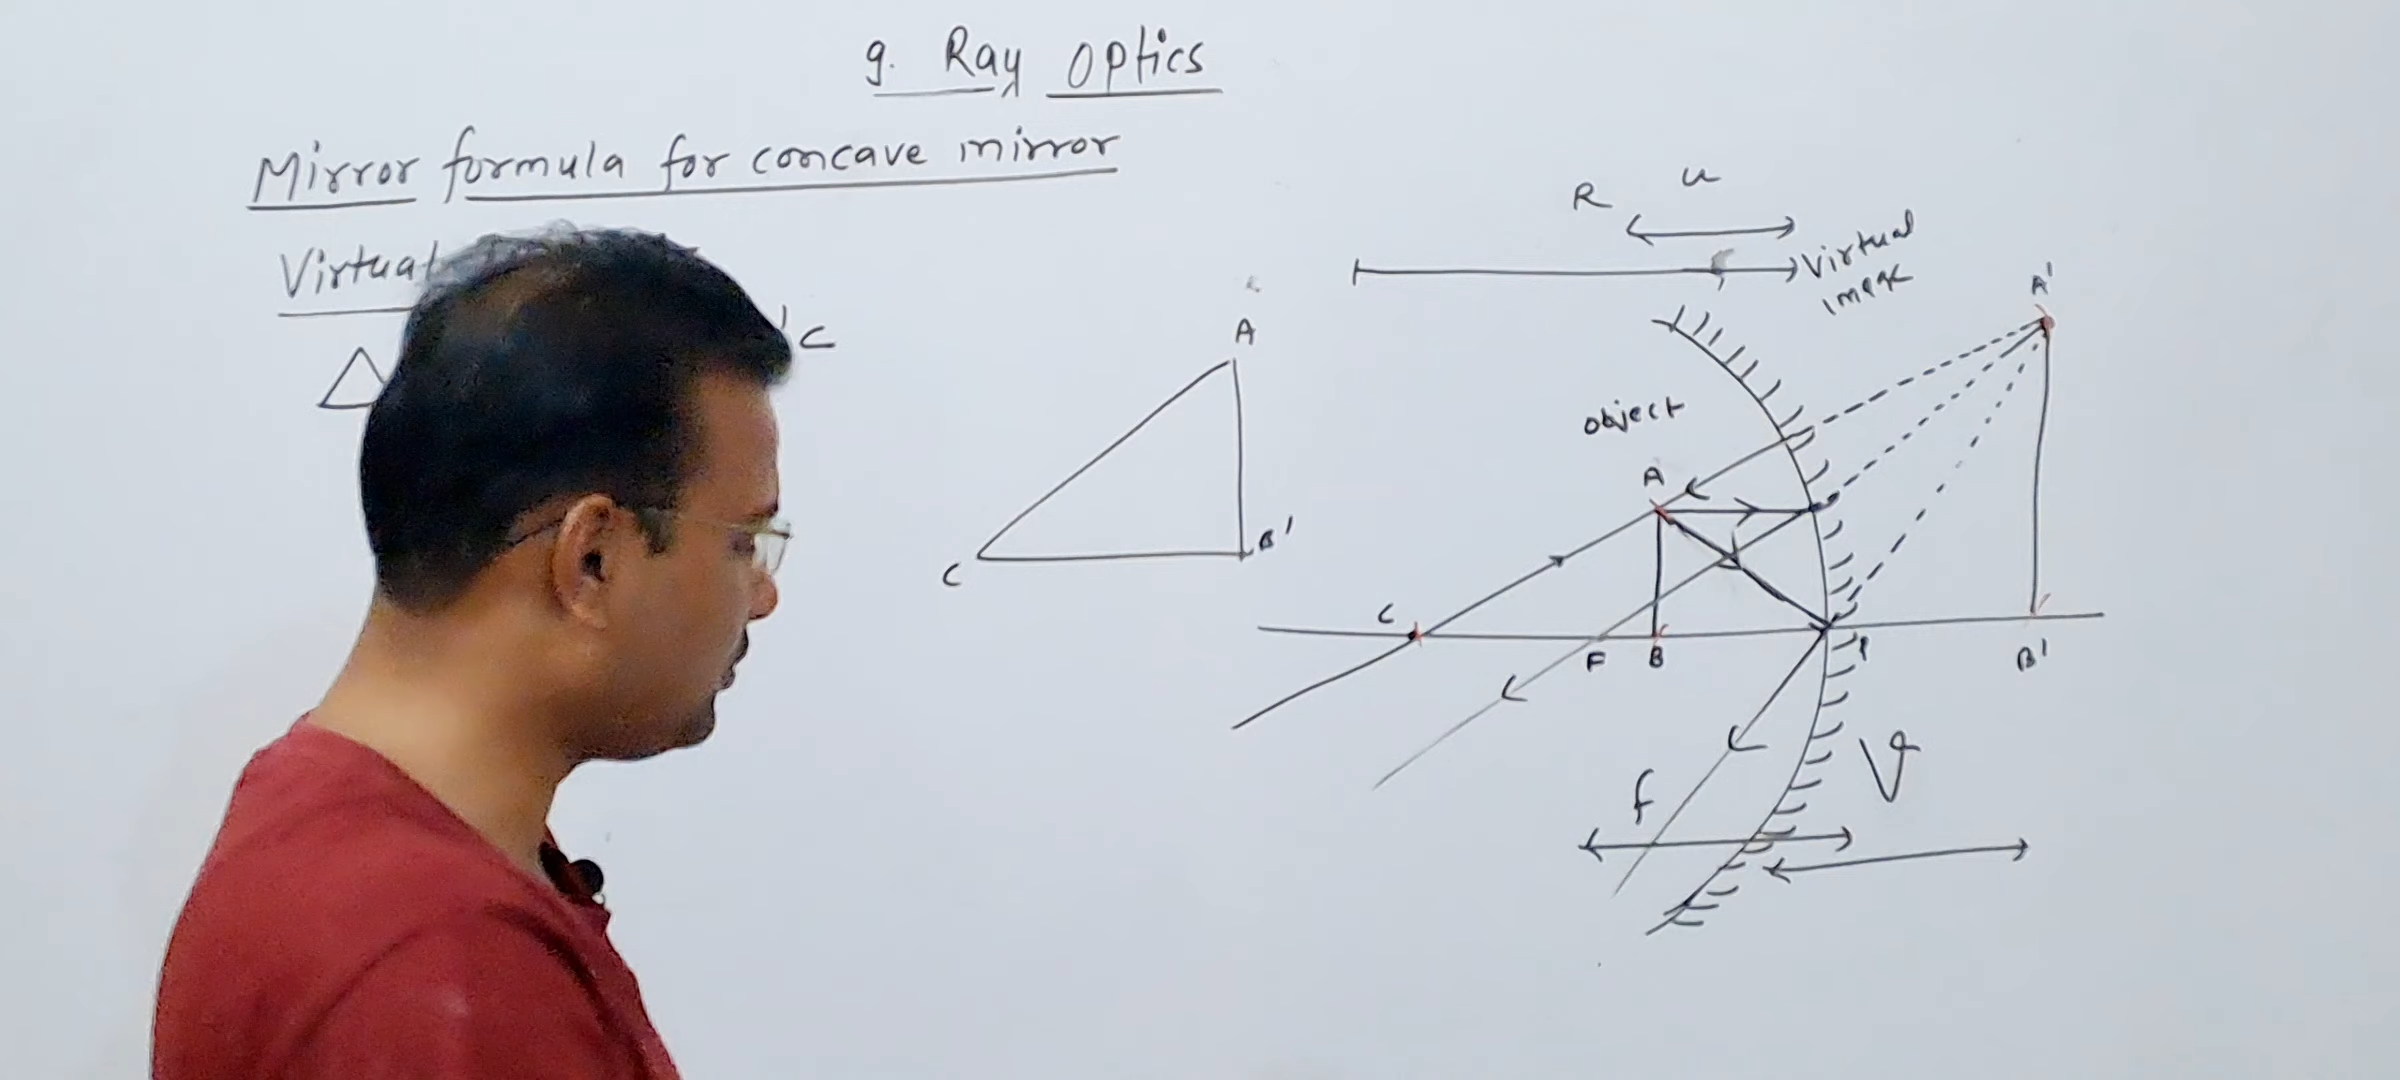 9. Ray Optics
Mirror formula for concave mirror
Virtual
△
' C
A
C
B'
R
u
Virtual
image
A'
object
A
C
F
B
P
B'
f
V